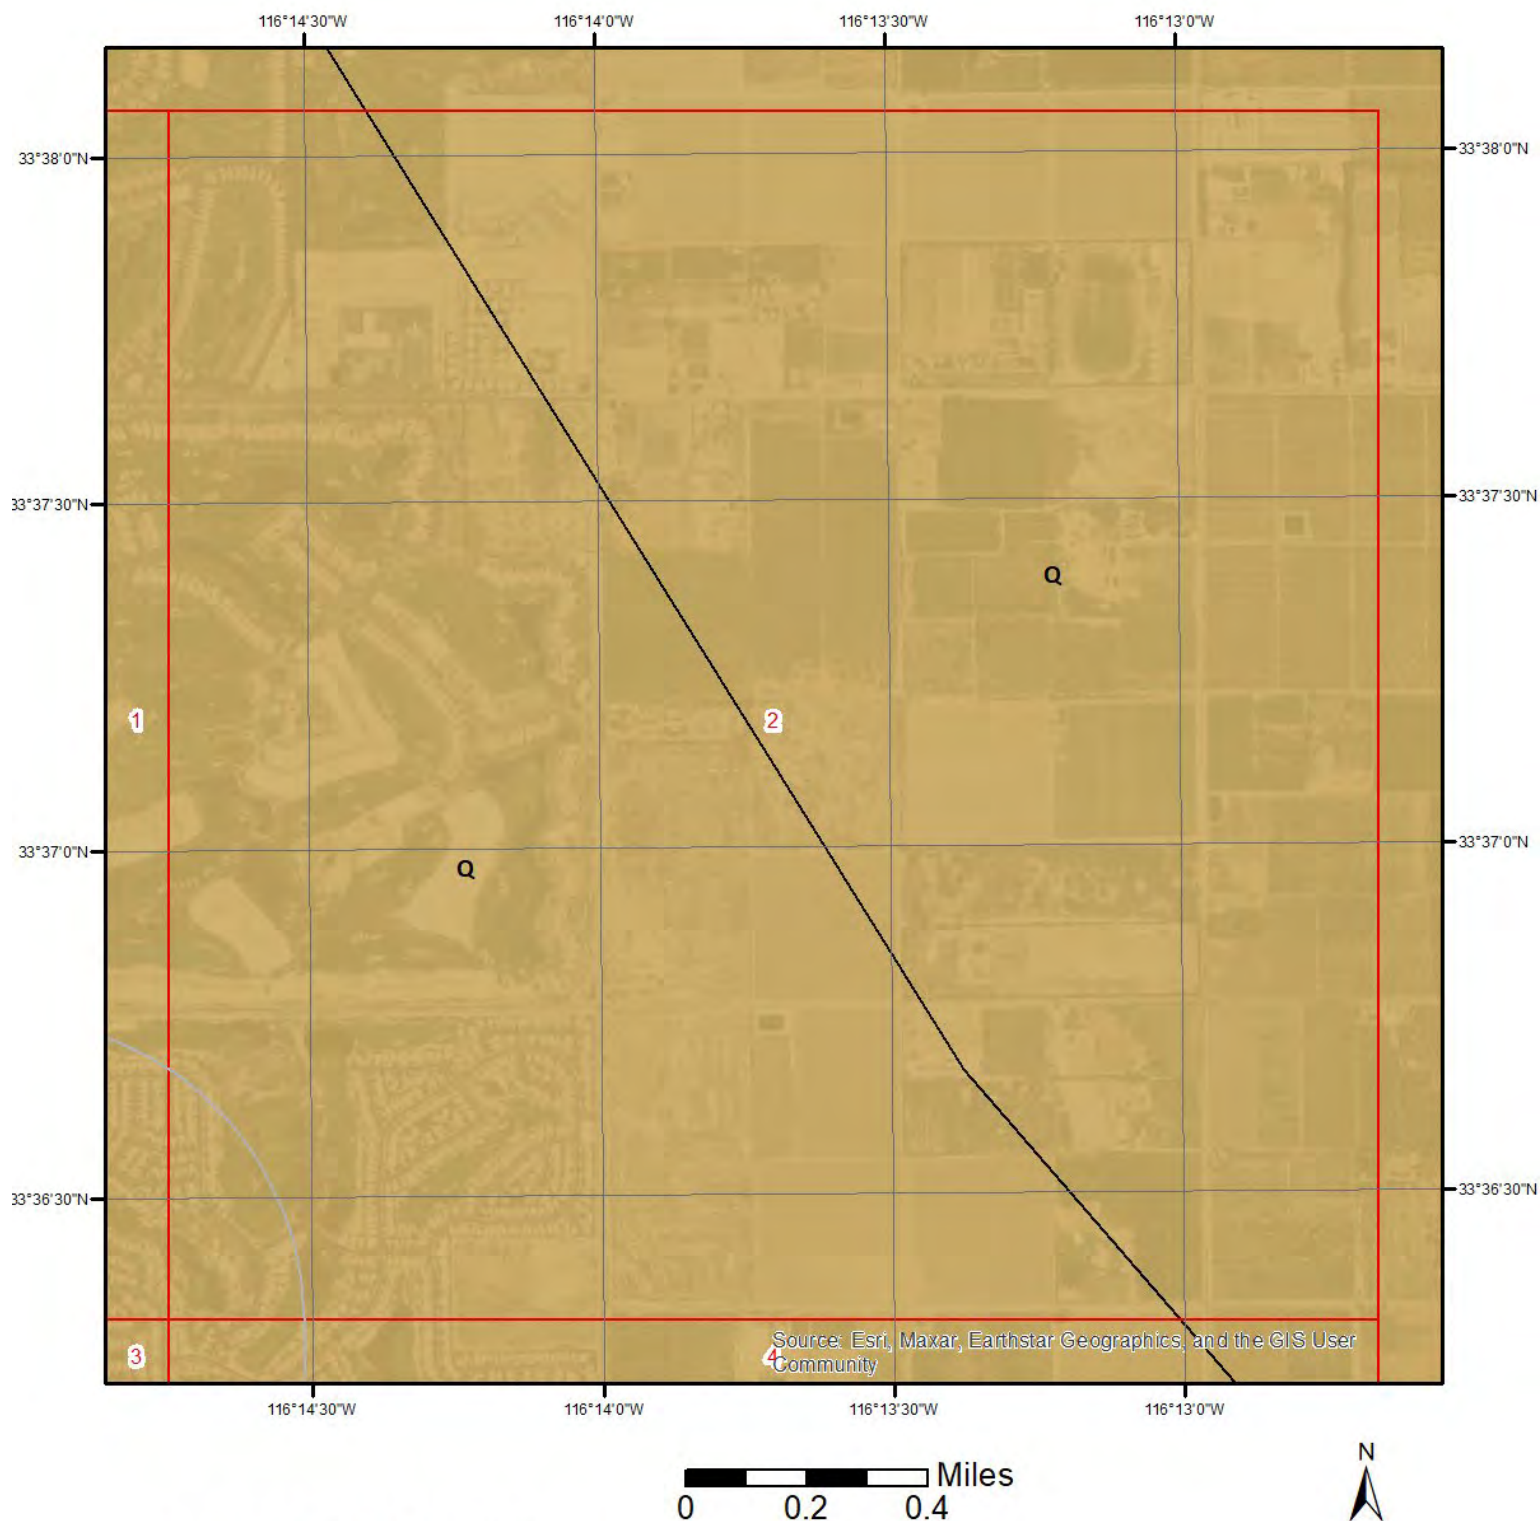 116°14'30"W 116°14'0"W 116°13'30"W 116°13'0"W
33°38'0"N 33°38'0"N
33°37'30"N 33°37'30"N
Q
1 2
33°37'0"N 33°37'0"N
Q
33°36'30"N 33°36'30"N
Source: Esri, Maxar, Earthstar Geographics, and the GIS User
3 4 Community
116°14'30"W 116°14'0"W 116°13'30"W 116°13'0"W
N
Miles
0 0.2 0.4